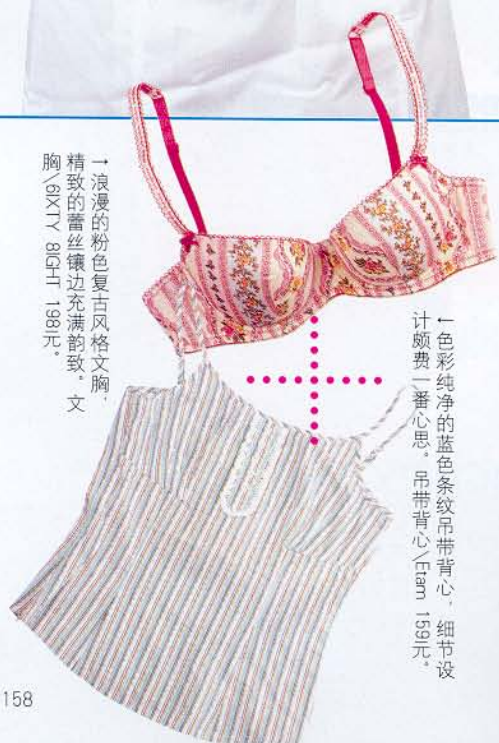 ←色彩纯净的蓝色条纹吊带背心，细节设
计颇费一番心思。吊带背心\Etam 159元。
→浪漫的粉色复古风格文胸，
精致的蕾丝镶边充满韵致。文
胸\6IXTY 8IGHT 198元。
158